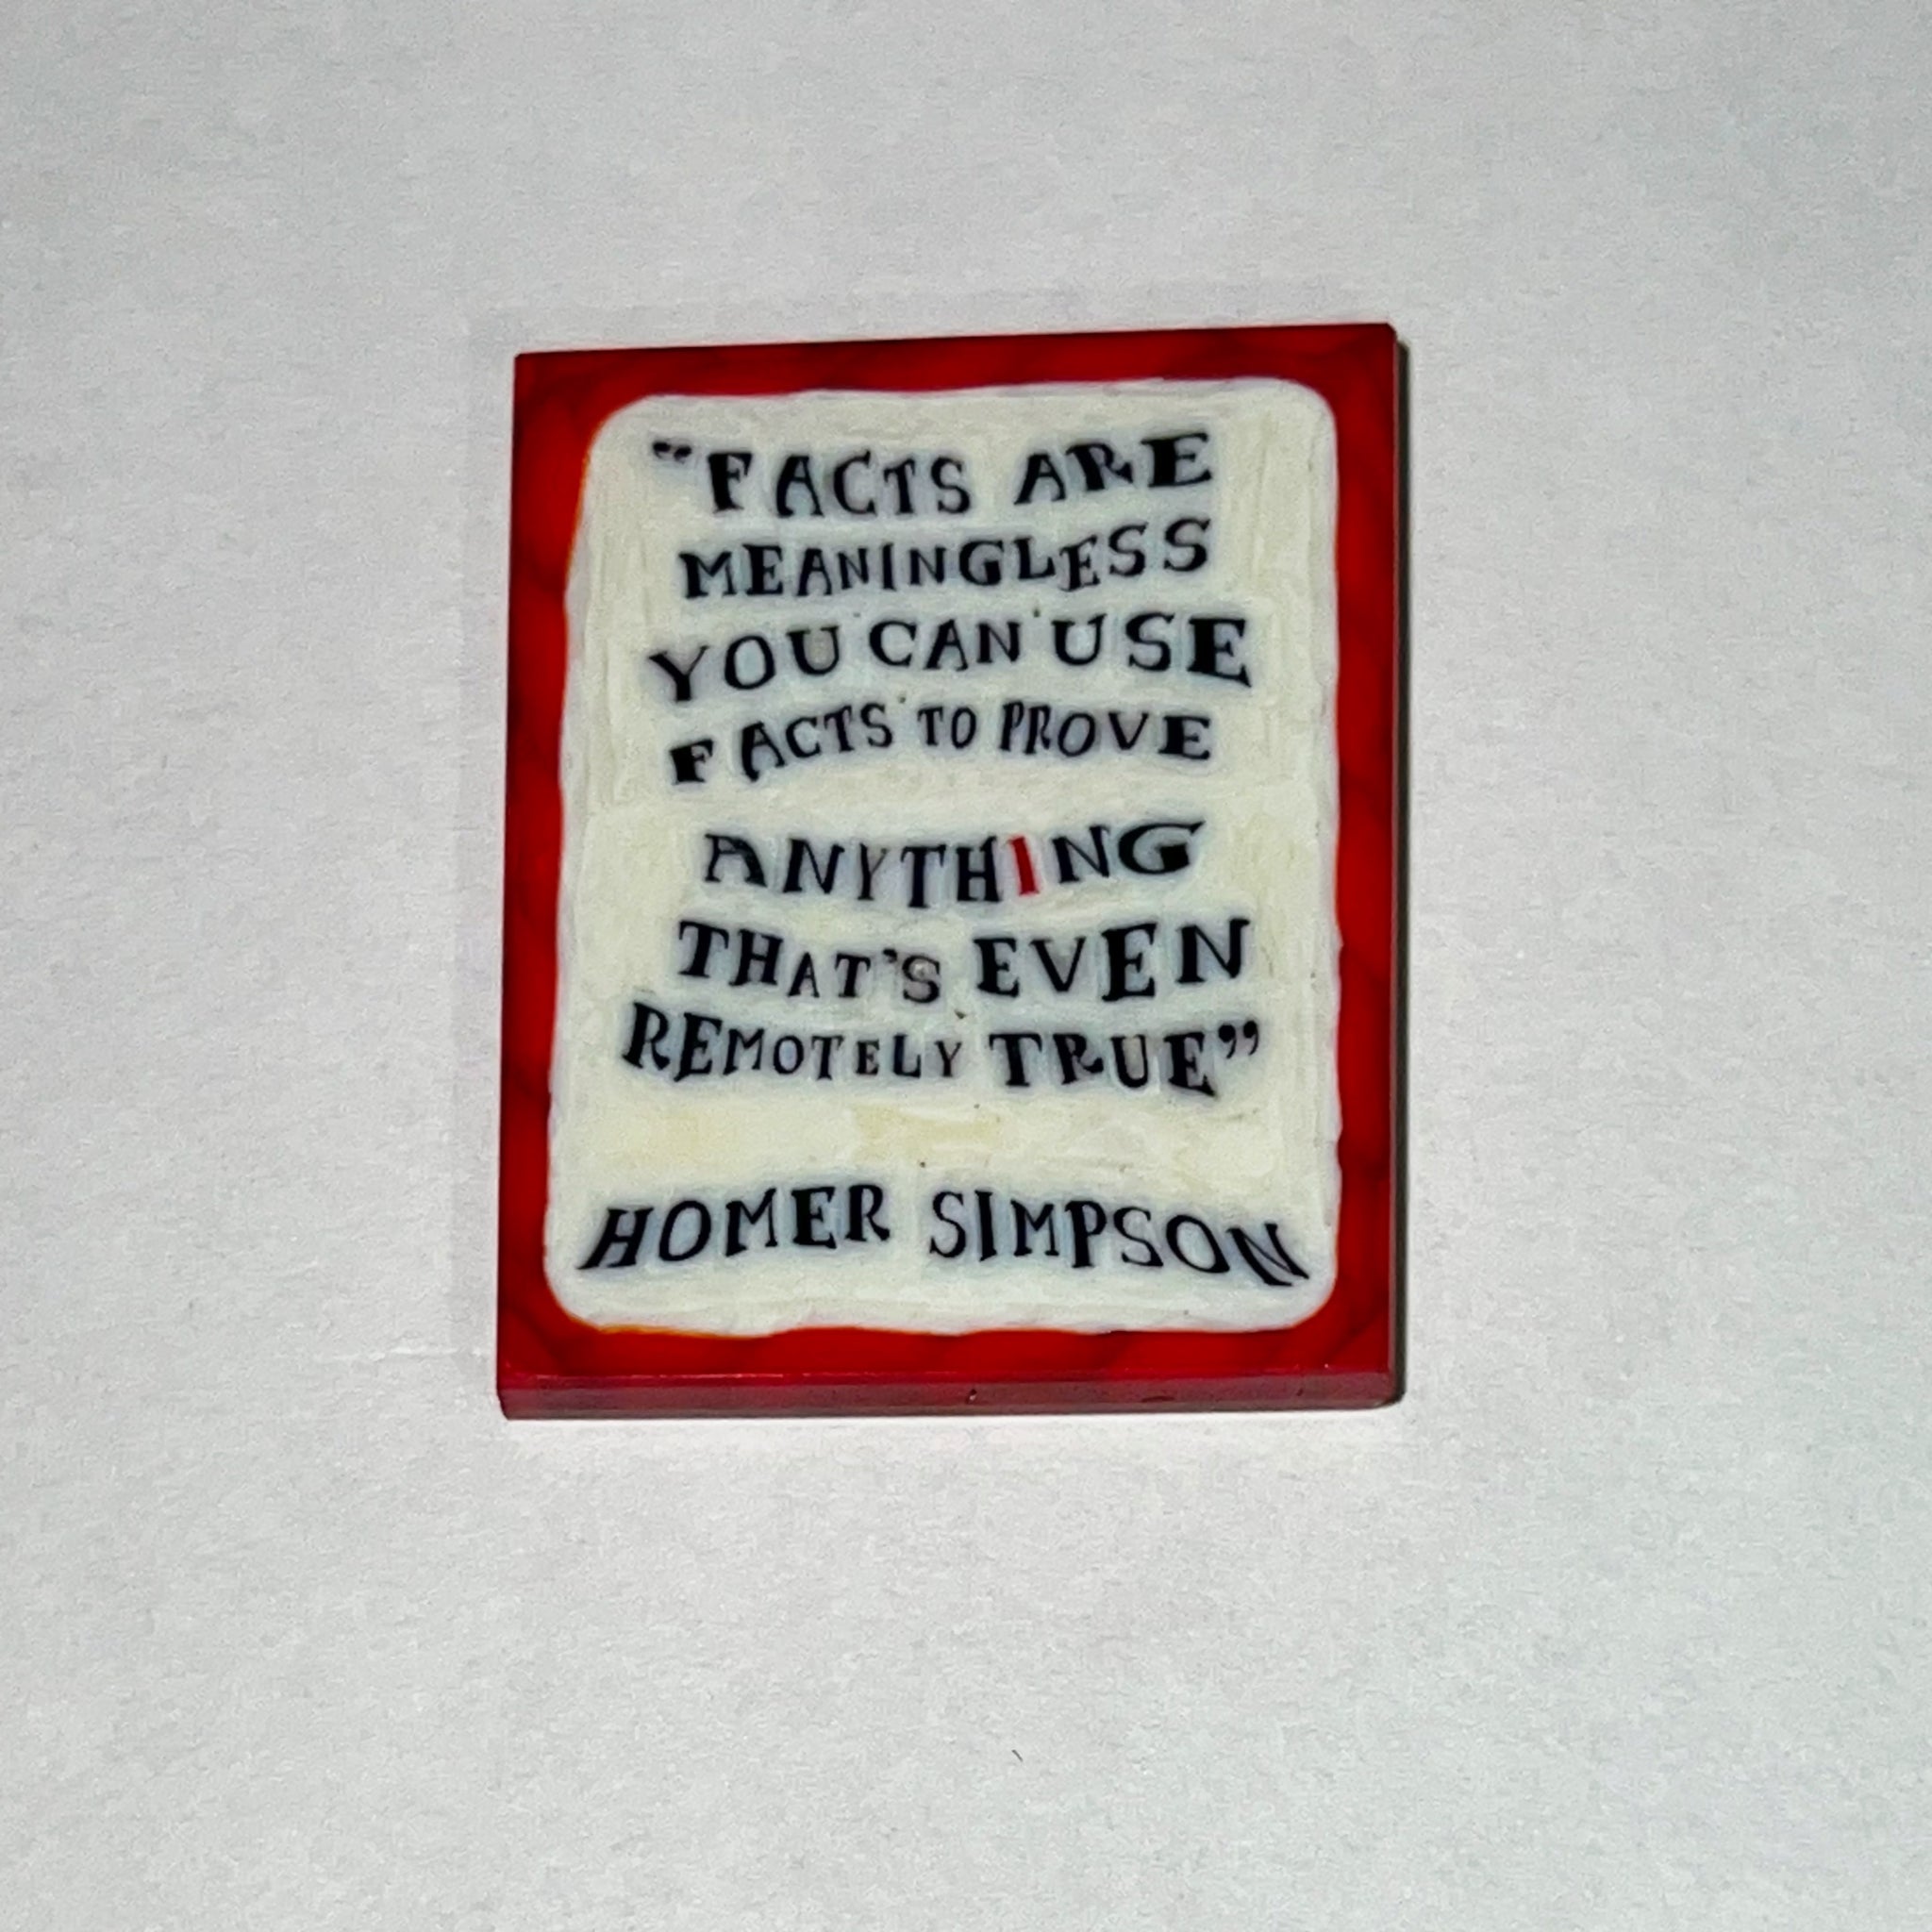 “FACTS ARE
MEANINGLESS
YOU CAN USE
FACTS TO PROVE
ANYTHING
THAT’S EVEN
REMOTELY TRUE”
HOMER SIMPSON